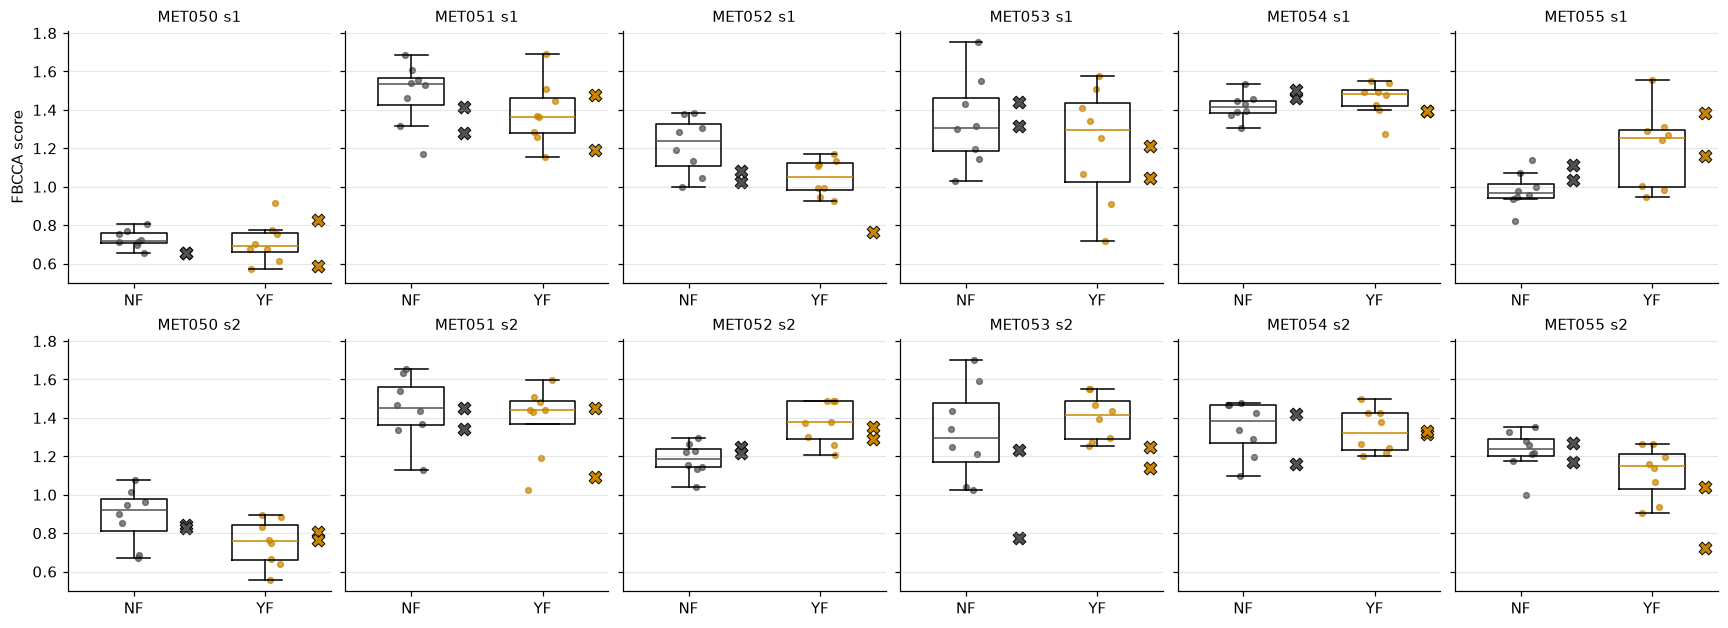 MET050 s1 MET051 s1 MET052 s1 MET053 s1 MET054 s1 MET055 s1
1.8
1.6
1.4
1.2
1.0
0.8
0.6
FBCCA score
NF YF NF YF NF YF NF YF NF YF NF YF
MET050 s2 MET051 s2 MET052 s2 MET053 s2 MET054 s2 MET055 s2
1.8
1.6
1.4
1.2
1.0
0.8
0.6
NF YF NF YF NF YF NF YF NF YF NF YF